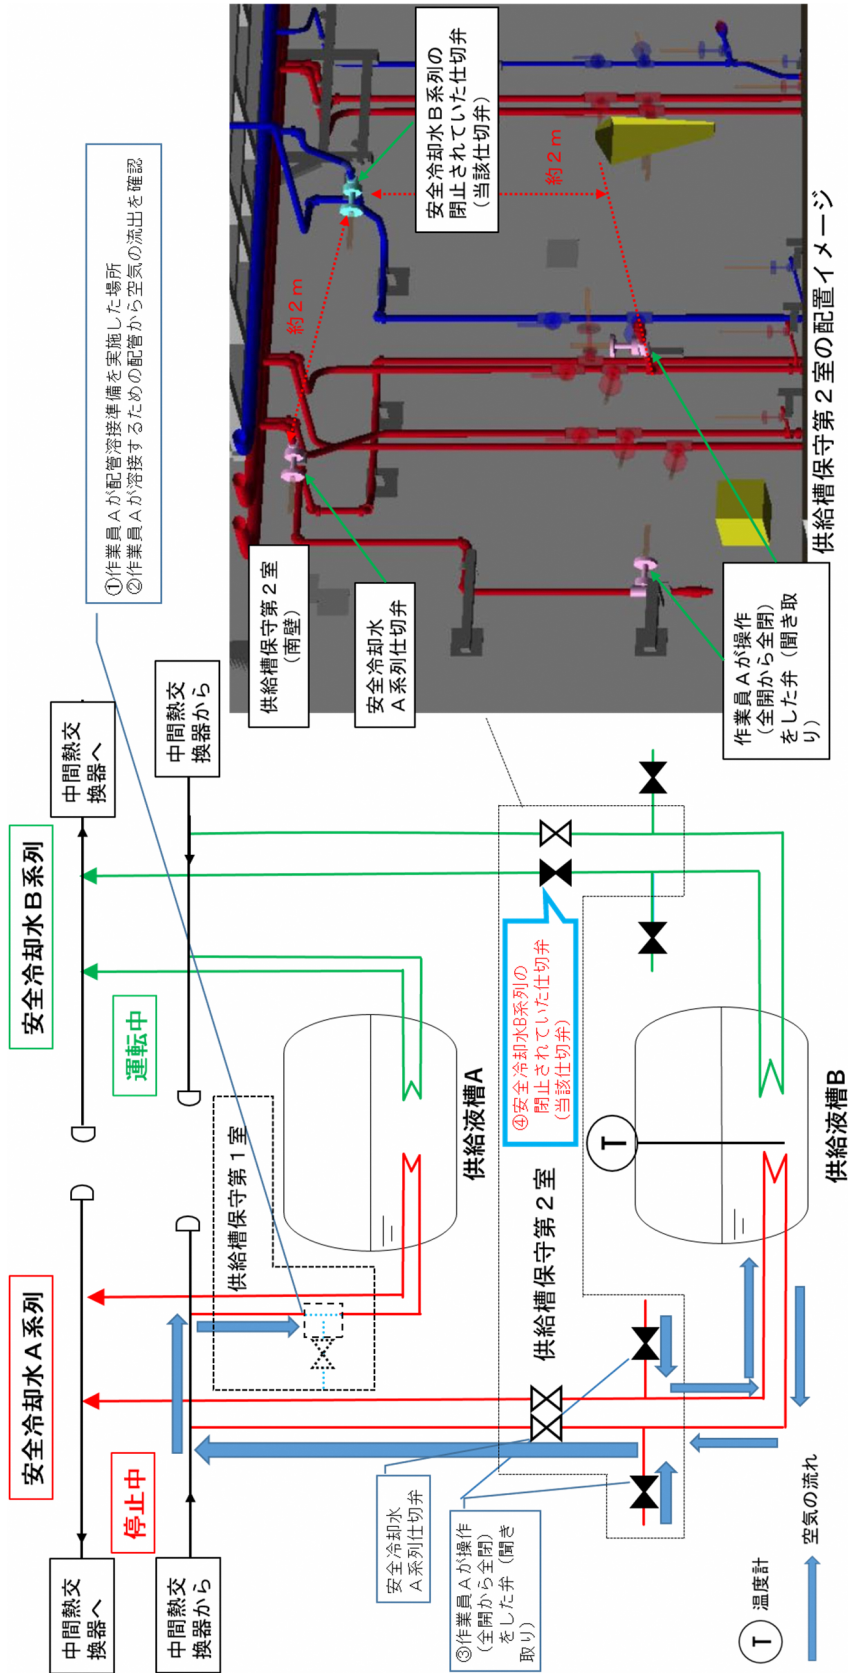 安全冷却水Ａ系列
安全冷却水Ｂ系列
停止中
運転中
中間熱交
換器へ
中間熱交
換器から
中間熱交
換器へ
中間熱交
換器から
①作業員Ａが配管溶接準備を実施した場所
②作業員Ａが溶接するための配管から空気の流出を確認
供給槽保守第１室
供給液槽A
安全冷却水
Ａ系列仕切弁
③作業員Ａが操作
（全開から全閉）
をした弁（聞き
取り）
供給槽保守第２室
④安全冷却水B系列の
閉止されていた仕切弁
（当該仕切弁）
T
供給液槽B
T
温度計
空気の流れ
供給槽保守第２室
（南壁）
安全冷却水
Ａ系列仕切弁
約２ｍ
安全冷却水Ｂ系列の
閉止されていた仕切弁
（当該仕切弁）
約２ｍ
作業員Ａが操作
（全開から全閉）
をした弁（聞き取
り）
供給槽保守第２室の配置イメージ